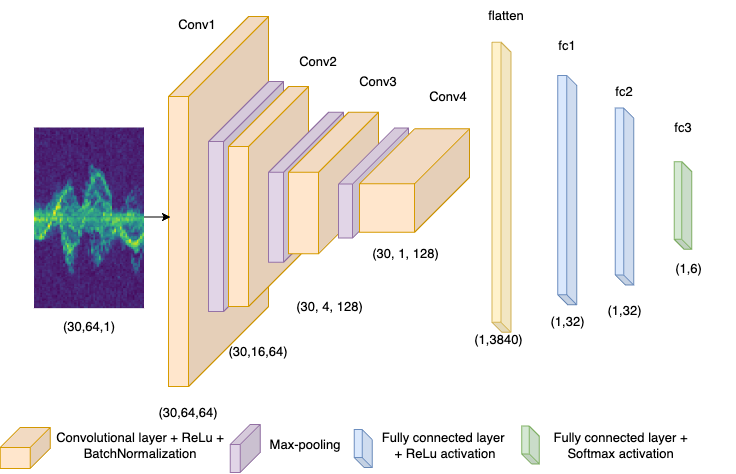 Conv1
Conv2
Conv3
Conv4
flatten
fc1
fc2
fc3
(30,64,1)
(30,64,64)
(30,16,64)
(30, 4, 128)
(30, 1, 128)
(1,3840)
(1,32)
(1,32)
(1,6)
Convolutional layer + ReLu +
BatchNormalization
Max-pooling
Fully connected layer
+ ReLu activation
Fully connected layer +
Softmax activation